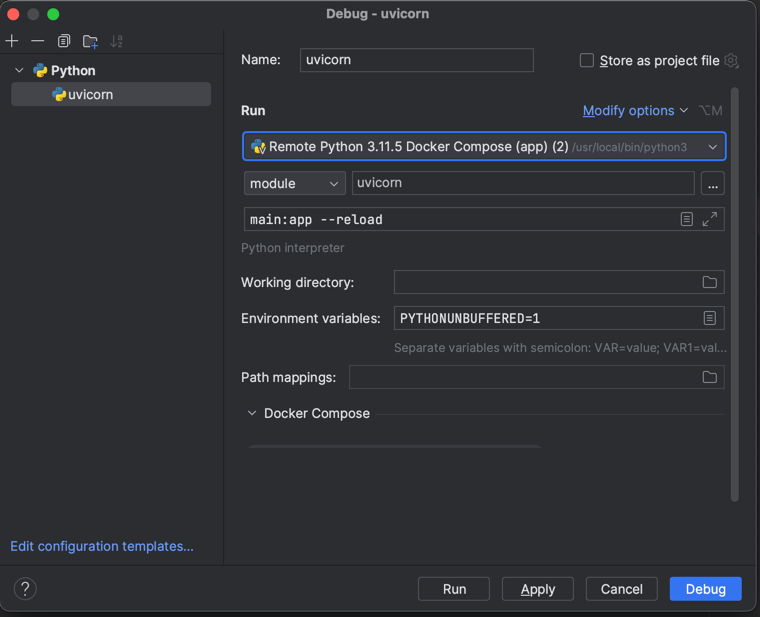 Debug - uvicorn
Python
uvicorn
Name: uvicorn Store as project file
Run Modify options ⌥M
Remote Python 3.11.5 Docker Compose (app) (2) /usr/local/bin/python3
module uvicorn ...
main:app --reload
Python interpreter
Working directory:
Environment variables: PYTHONUNBUFFERED=1
Separate variables with semicolon: VAR=value; VAR1=val...
Path mappings:
Docker Compose
Edit configuration templates...
? Run Apply Cancel Debug